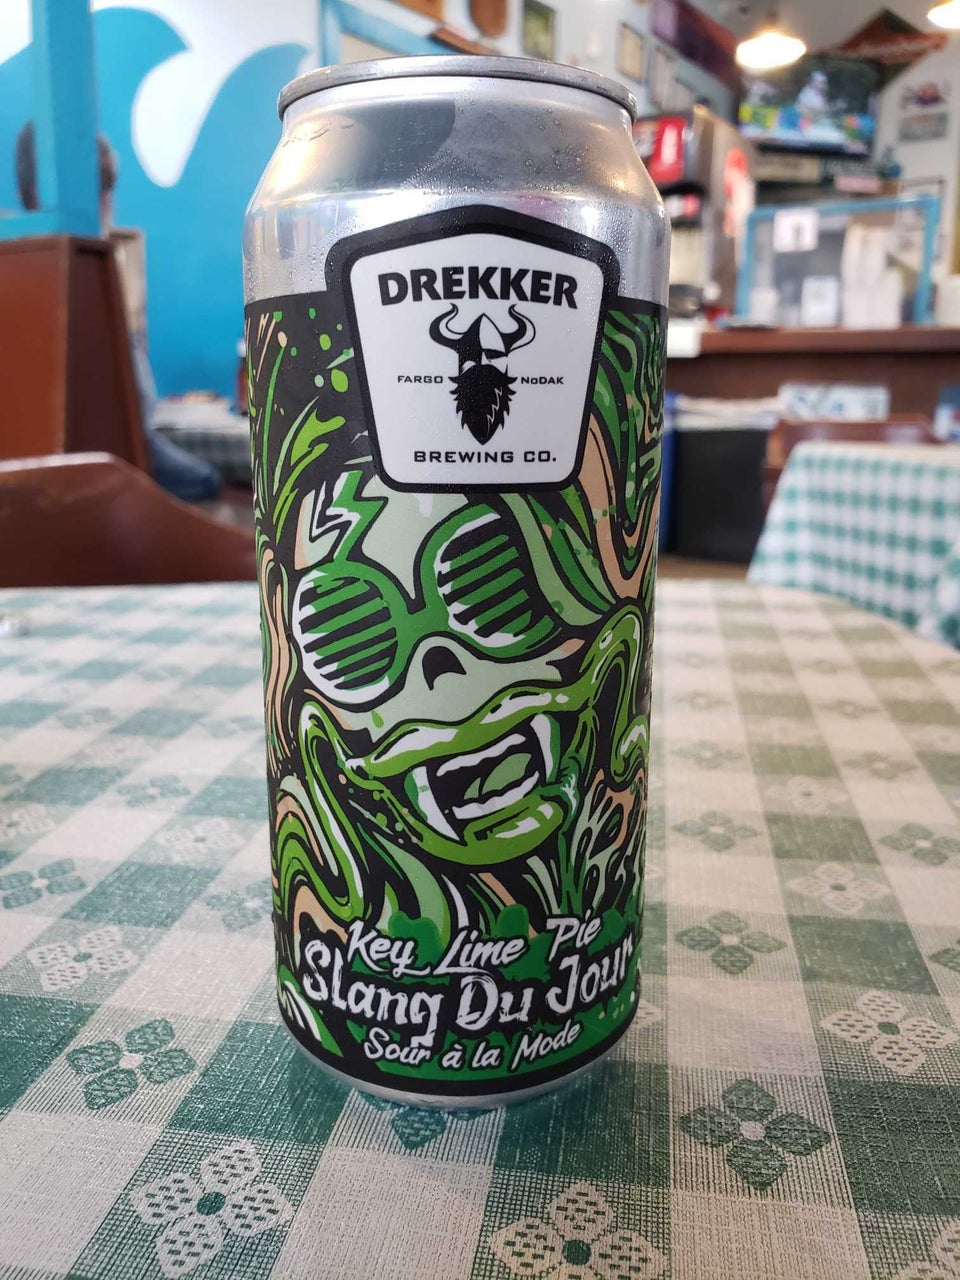 DREKKER
FARGO NoDAK
BREWING CO.
Key Lime Pie
Slang Du Jour
Sour à la Mode